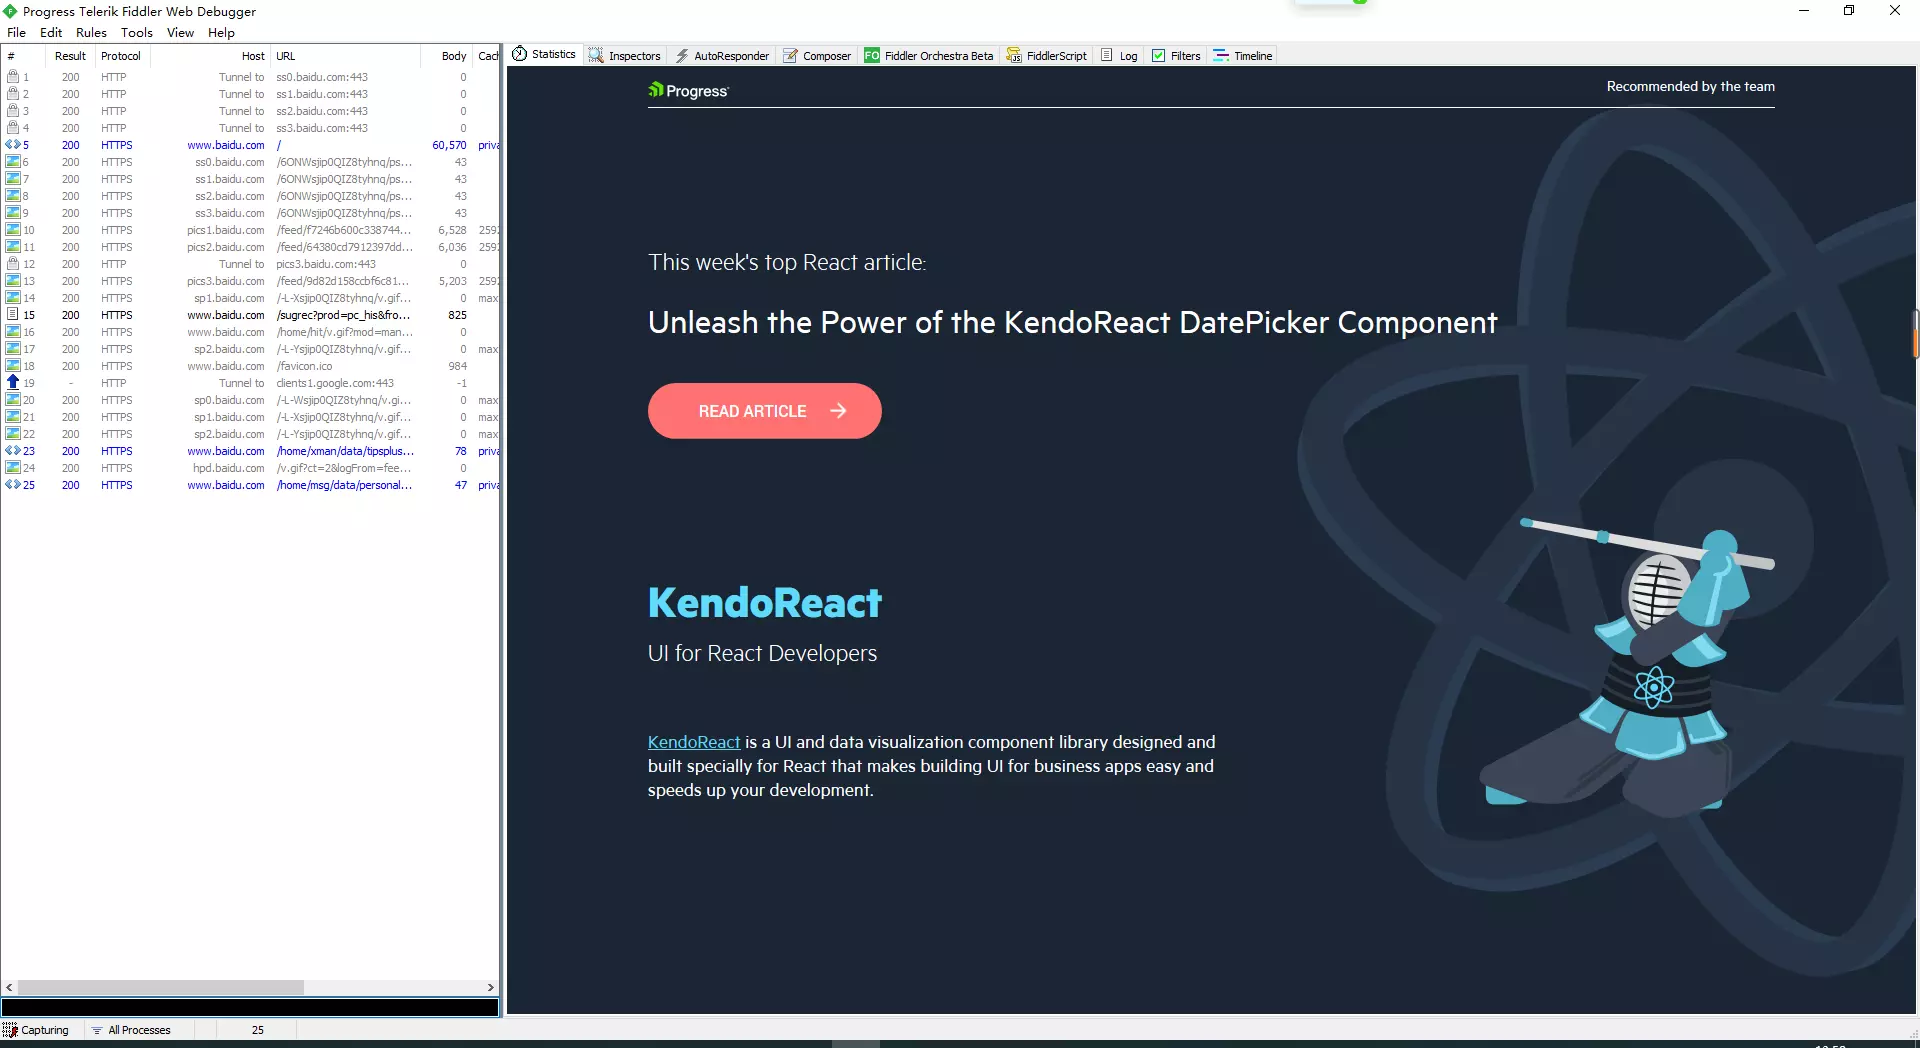 Progress Telerik Fiddler Web Debugger
File Edit Rules Tools View Help
# Result Protocol Host URL Body Cach
1 200 HTTP Tunnel to ss0.baidu.com:443 0
2 200 HTTP Tunnel to ss1.baidu.com:443 0
3 200 HTTP Tunnel to ss2.baidu.com:443 0
4 200 HTTP Tunnel to ss3.baidu.com:443 0
5 200 HTTPS www.baidu.com / 60,570 priva
6 200 HTTPS ss0.baidu.com /6ONWsjip0QIZ8tyhnq/ps... 43
7 200 HTTPS ss1.baidu.com /6ONWsjip0QIZ8tyhnq/ps... 43
8 200 HTTPS ss2.baidu.com /6ONWsjip0QIZ8tyhnq/ps... 43
9 200 HTTPS ss3.baidu.com /6ONWsjip0QIZ8tyhnq/ps... 43
10 200 HTTPS pics1.baidu.com /feed/f7246b600c338744... 6,528 2592
11 200 HTTPS pics2.baidu.com /feed/64380cd7912397dd... 6,036 2592
12 200 HTTP Tunnel to pics3.baidu.com:443 0
13 200 HTTPS pics3.baidu.com /feed/9d82d158ccbf6c81... 5,203 2592
14 200 HTTPS sp1.baidu.com /-L-Xsjip0QIZ8tyhnq/v.gif... 0 max
15 200 HTTPS www.baidu.com /sugrec?prod=pc_his&fro... 825
16 200 HTTPS www.baidu.com /home/hit/v.gif?mod=man... 0
17 200 HTTPS sp2.baidu.com /-L-Ysjip0QIZ8tyhnq/v.gif... 0 max
18 200 HTTPS www.baidu.com /favicon.ico 984
19 - HTTP Tunnel to clients1.google.com:443 -1
20 200 HTTPS sp0.baidu.com /-L-Wsjip0QIZ8tyhnq/v.gi... 0 max
21 200 HTTPS sp1.baidu.com /-L-Xsjip0QIZ8tyhnq/v.gif... 0 max
22 200 HTTPS sp2.baidu.com /-L-Ysjip0QIZ8tyhnq/v.gif... 0 max
23 200 HTTPS www.baidu.com /home/xman/data/tipsplus... 78 priva
24 200 HTTPS hpd.baidu.com /v.gif?ct=2&logFrom=fee... 0
25 200 HTTPS www.baidu.com /home/msg/data/personal... 47 priva
Capturing All Processes 25
Statistics Inspectors AutoResponder Composer FO Fiddler Orchestra Beta FiddlerScript Log Filters Timeline
Progress
Recommended by the team
This week's top React article:
Unleash the Power of the KendoReact DatePicker Component
READ ARTICLE
KendoReact
UI for React Developers
KendoReact is a UI and data visualization component library designed and
built specially for React that makes building UI for business apps easy and
speeds up your development.